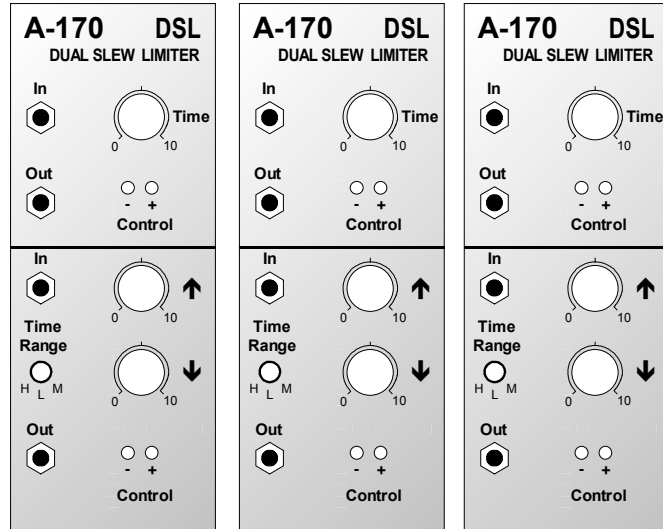 A-170 DSL
DUAL SLEW LIMITER
In
Time
0 10
Out
- +
Control
In
0 10
Time
Range
H L M
0 10
Out
- +
Control
A-170 DSL
DUAL SLEW LIMITER
In
Time
0 10
Out
- +
Control
In
0 10
Time
Range
H L M
0 10
Out
- +
Control
A-170 DSL
DUAL SLEW LIMITER
In
Time
0 10
Out
- +
Control
In
0 10
Time
Range
H L M
0 10
Out
- +
Control